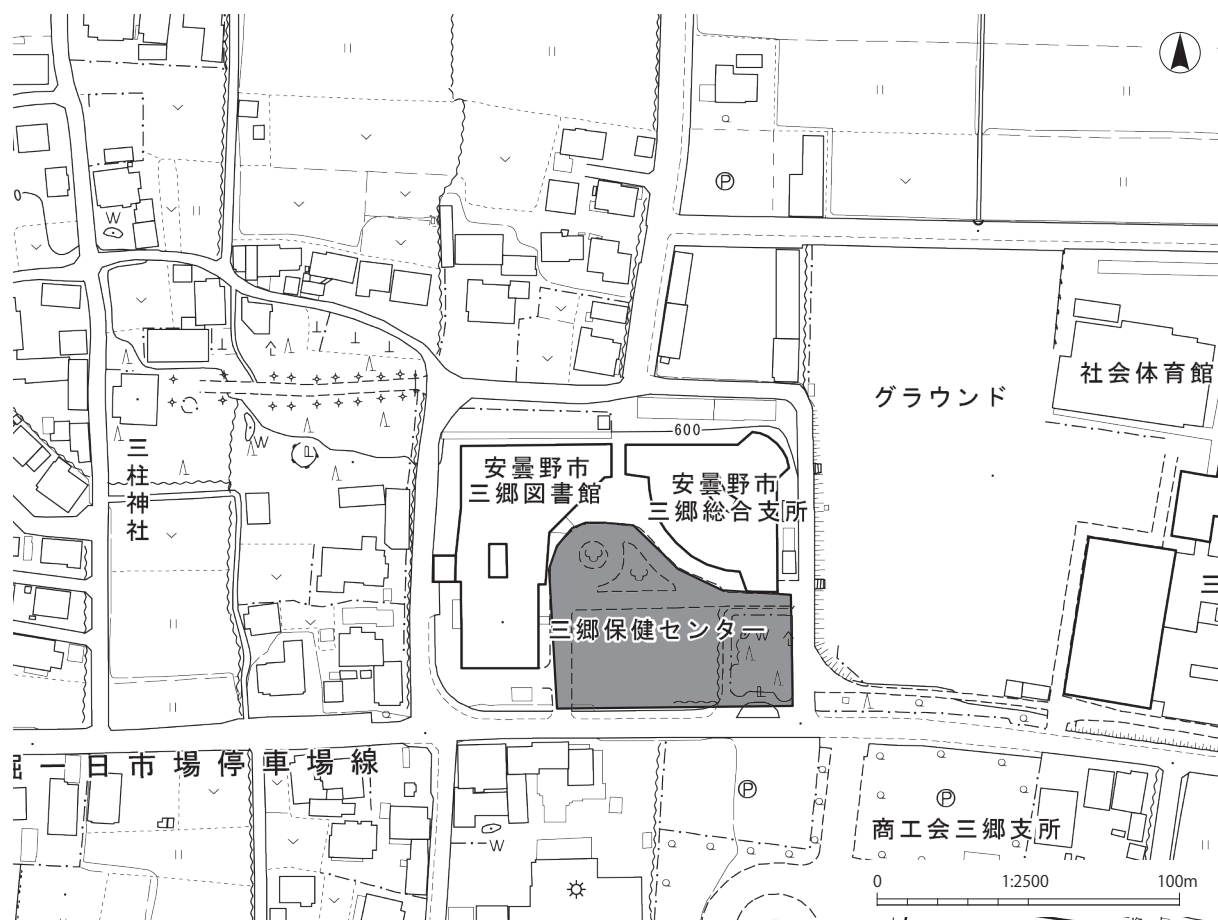 社会体育館
グラウンド
600
安曇野市
三郷図書館
安曇野市
三郷総合支所
三柱神社
W
W
三郷保健センター
W
三
一日市場停車場線
P
P
P
商工会三郷支所
W
0 1:2500 100m